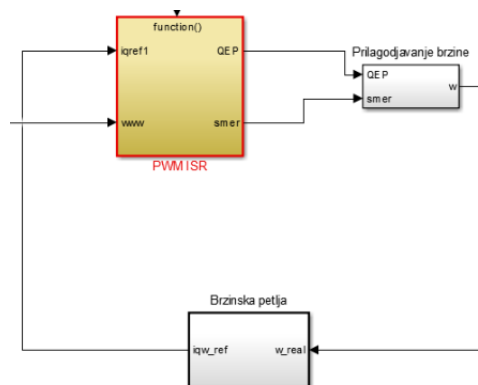 function()
iqref1
QEP
www
smer
PWM ISR
Prilagodjavanje brzine
QEP
smer
w
Brzinska petlja
iqw_ref
w_real